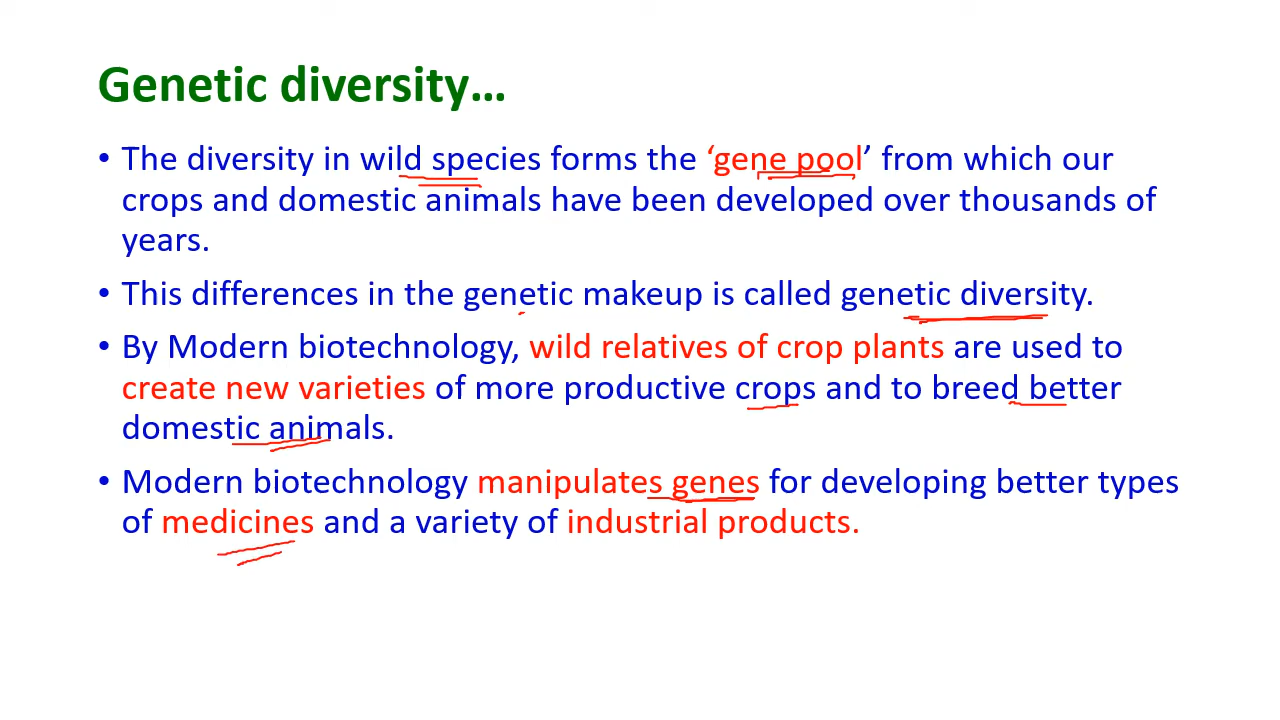 Genetic diversity…
• The diversity in wild species forms the ‘gene pool’ from which our
crops and domestic animals have been developed over thousands of
years.
• This differences in the genetic makeup is called genetic diversity.
• By Modern biotechnology, wild relatives of crop plants are used to
create new varieties of more productive crops and to breed better
domestic animals.
• Modern biotechnology manipulates genes for developing better types
of medicines and a variety of industrial products.